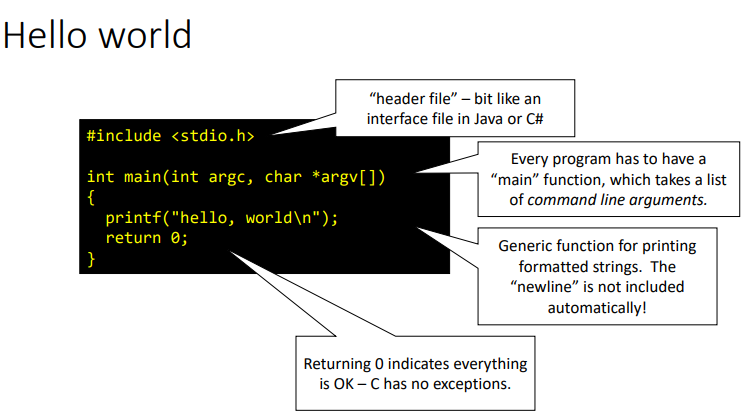 Hello world
“header file” – bit like an
interface file in Java or C#
#include <stdio.h>
Every program has to have a
“main” function, which takes a list
of command line arguments.
int main(int argc, char *argv[])
{
printf("hello, world\n");
return 0;
}
Generic function for printing
formatted strings.  The
“newline” is not included
automatically!
Returning 0 indicates everything
is OK – C has no exceptions.